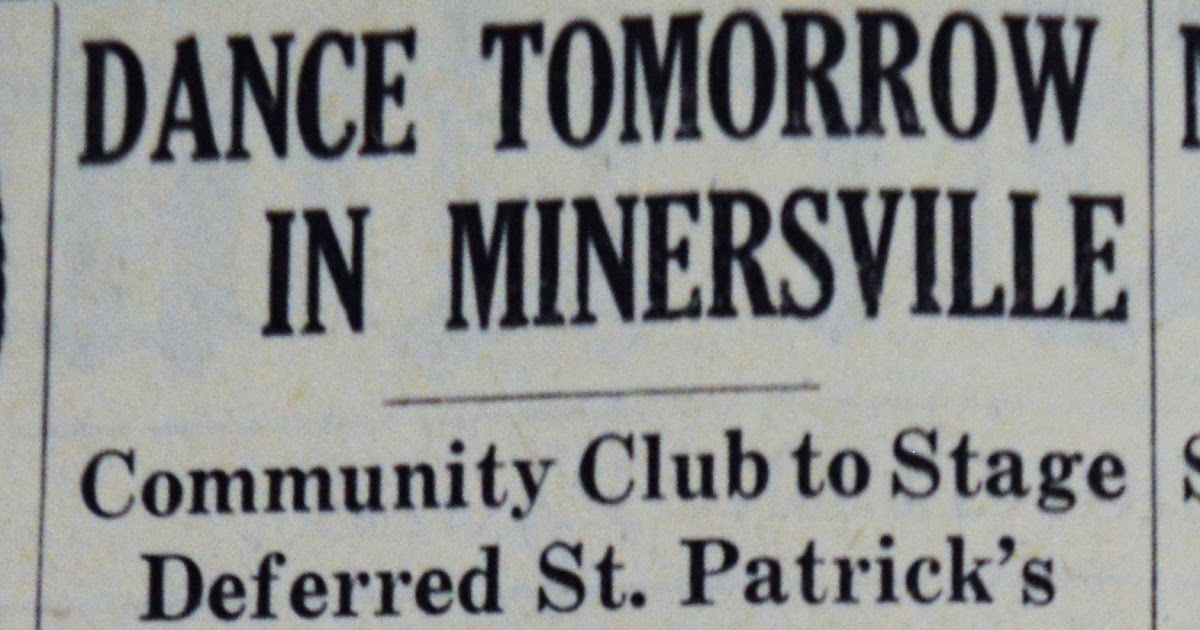 DANCE TOMORROW
IN MINERSVILLE
Community Club to Stage
Deferred St. Patrick's